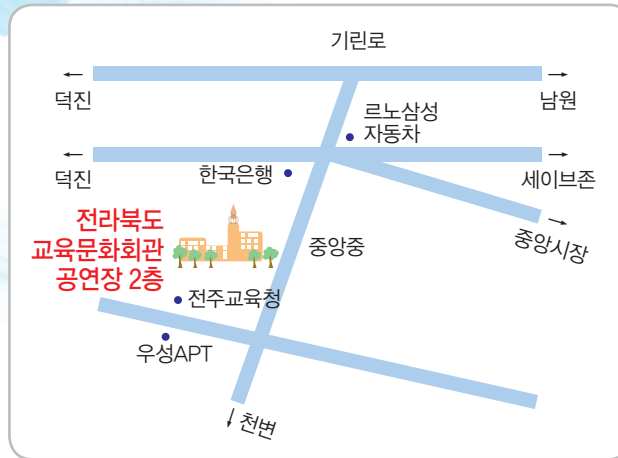 기린로
덕진
남원
르노삼성
자동차
덕진
한국은행
세이브존
전라북도
교육문화회관
공연장 2층
중앙중
중앙시장
전주교육청
우성APT
천변